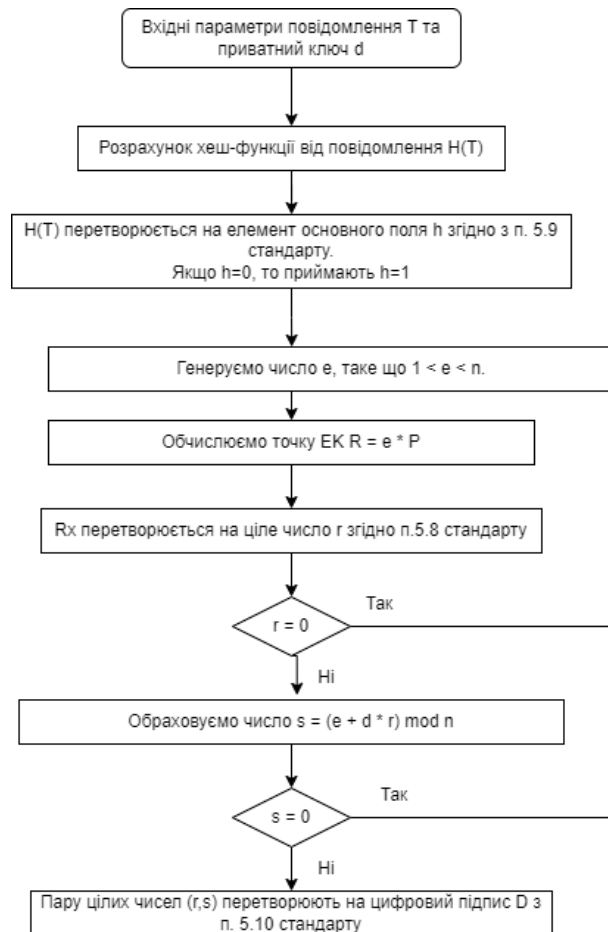 Вхідні параметри повідомлення Т та
приватний ключ d
Розрахунок хеш-функції від повідомлення H(T)
H(T) перетворюється на елемент основного поля h згідно з п. 5.9
стандарту.
Якщо h=0, то приймають h=1
Генеруємо число e, таке що 1 < e < n.
Обчислюємо точку ЕК R = e * P
Rx перетворюється на ціле число r згідно п.5.8 стандарту
r = 0
Так
Ні
Обраховуємо число s = (e + d * r) mod n
s = 0
Так
Ні
Пару цілих чисел (r,s) перетворюють на цифровий підпис D з
п. 5.10 стандарту